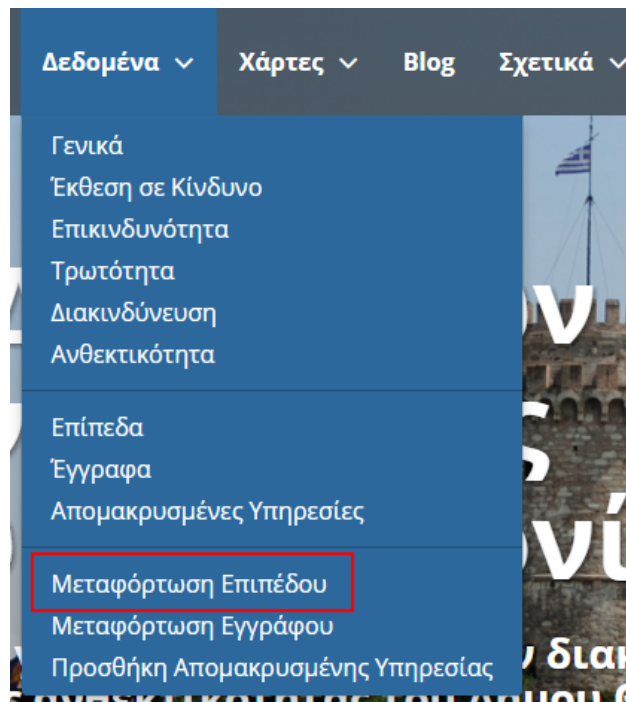 Δεδομένα Χάρτες Blog Σχετικά
Γενικά
Έκθεση σε Κίνδυνο
Επικινδυνότητα
Τρωτότητα
Διακινδύνευση
Ανθεκτικότητα
Επίπεδα
Έγγραφα
Απομακρυσμένες Υπηρεσίες
Μεταφόρτωση Επιπέδου
Μεταφόρτωση Εγγράφου
Προσθήκη Απομακρυσμένης Υπηρεσίας